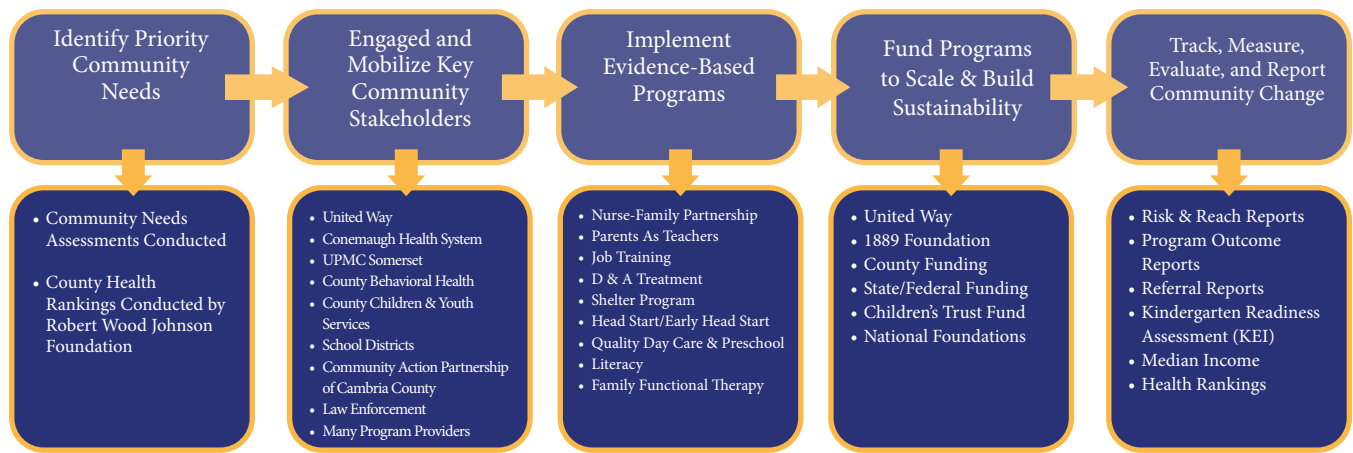 Identify Priority
Community
Needs
Engaged and
Mobilize Key
Community
Stakeholders
Implement
Evidence-Based
Programs
Fund Programs
to Scale & Build
Sustainability
Track, Measure,
Evaluate, and Report
Community Change
• Community Needs
Assessments Conducted
• County Health
Rankings Conducted by
Robert Wood Johnson
Foundation
• United Way
• Conemaugh Health System
• UPMC Somerset
• County Behavioral Health
• County Children & Youth
Services
• School Districts
• Community Action Partnership
of Cambria County
• Law Enforcement
• Many Program Providers
• Nurse-Family Partnership
• Parents As Teachers
• Job Training
• D & A Treatment
• Shelter Program
• Head Start/Early Head Start
• Quality Day Care & Preschool
• Literacy
• Family Functional Therapy
• United Way
• 1889 Foundation
• County Funding
• State/Federal Funding
• Children’s Trust Fund
• National Foundations
• Risk & Reach Reports
• Program Outcome
Reports
• Referral Reports
• Kindergarten Readiness
Assessment (KEI)
• Median Income
• Health Rankings